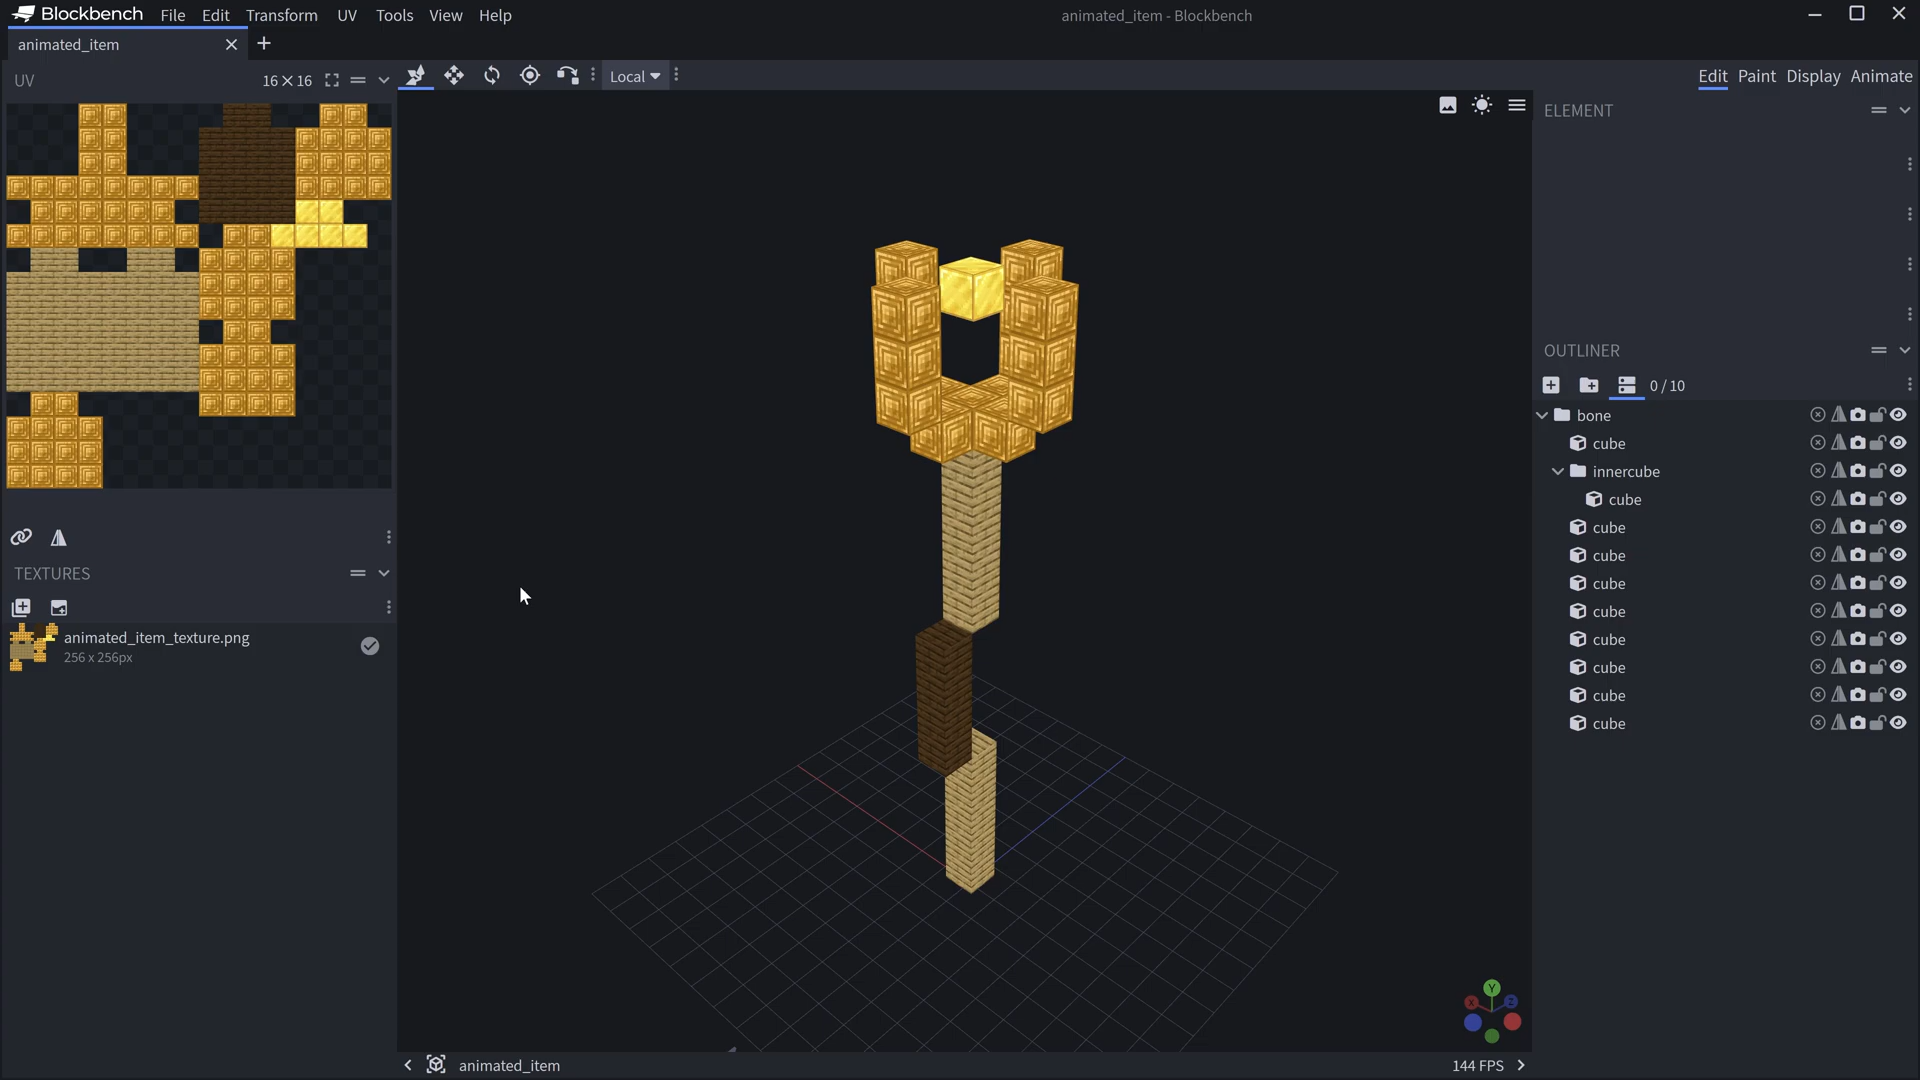 Blockbench File Edit Transform UV Tools View Help
animated_item - Blockbench
animated_item
UV
16×16
Local
Edit Paint Display Animate
ELEMENT
OUTLINER
0 / 10
bone
cube
innercube
cube
cube
cube
cube
cube
cube
cube
cube
cube
TEXTURES
animated_item_texture.png
256 x 256px
Y
X
Z
animated_item
144 FPS